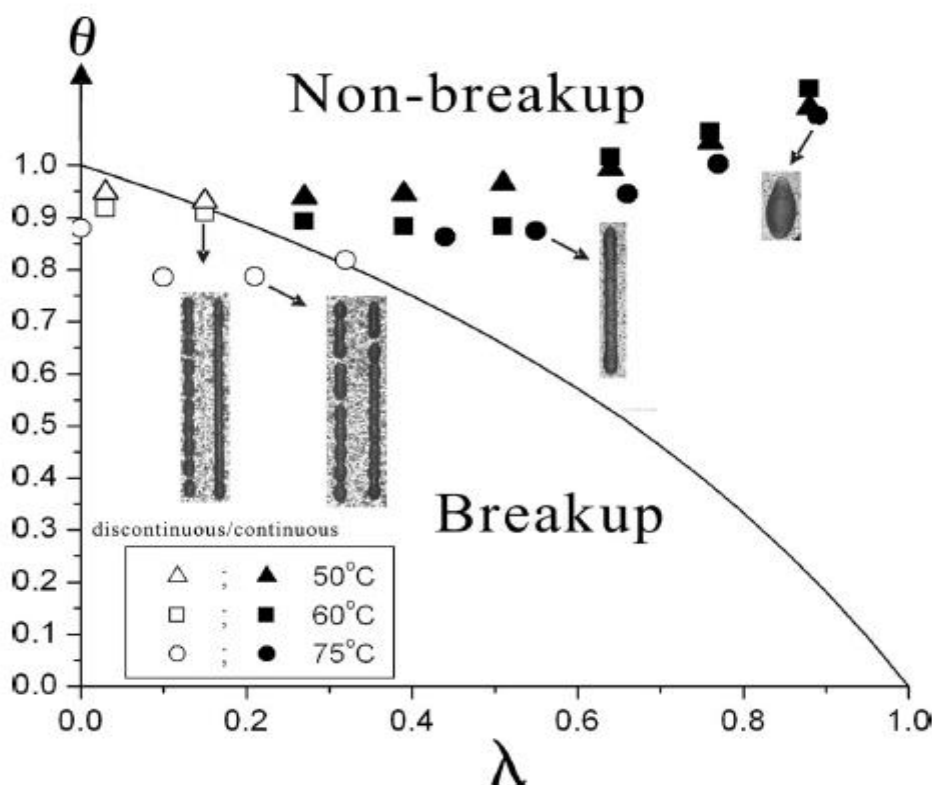 θ
Non-breakup
1.0
0.9
0.8
0.7
0.6
0.5
0.4
0.3
0.2
0.1
0.0
Breakup
discontinuous/continuous
△ ; ▲ 50°C
□ ; ■ 60°C
○ ; ● 75°C
0.0 0.2 0.4 0.6 0.8 1.0
λ